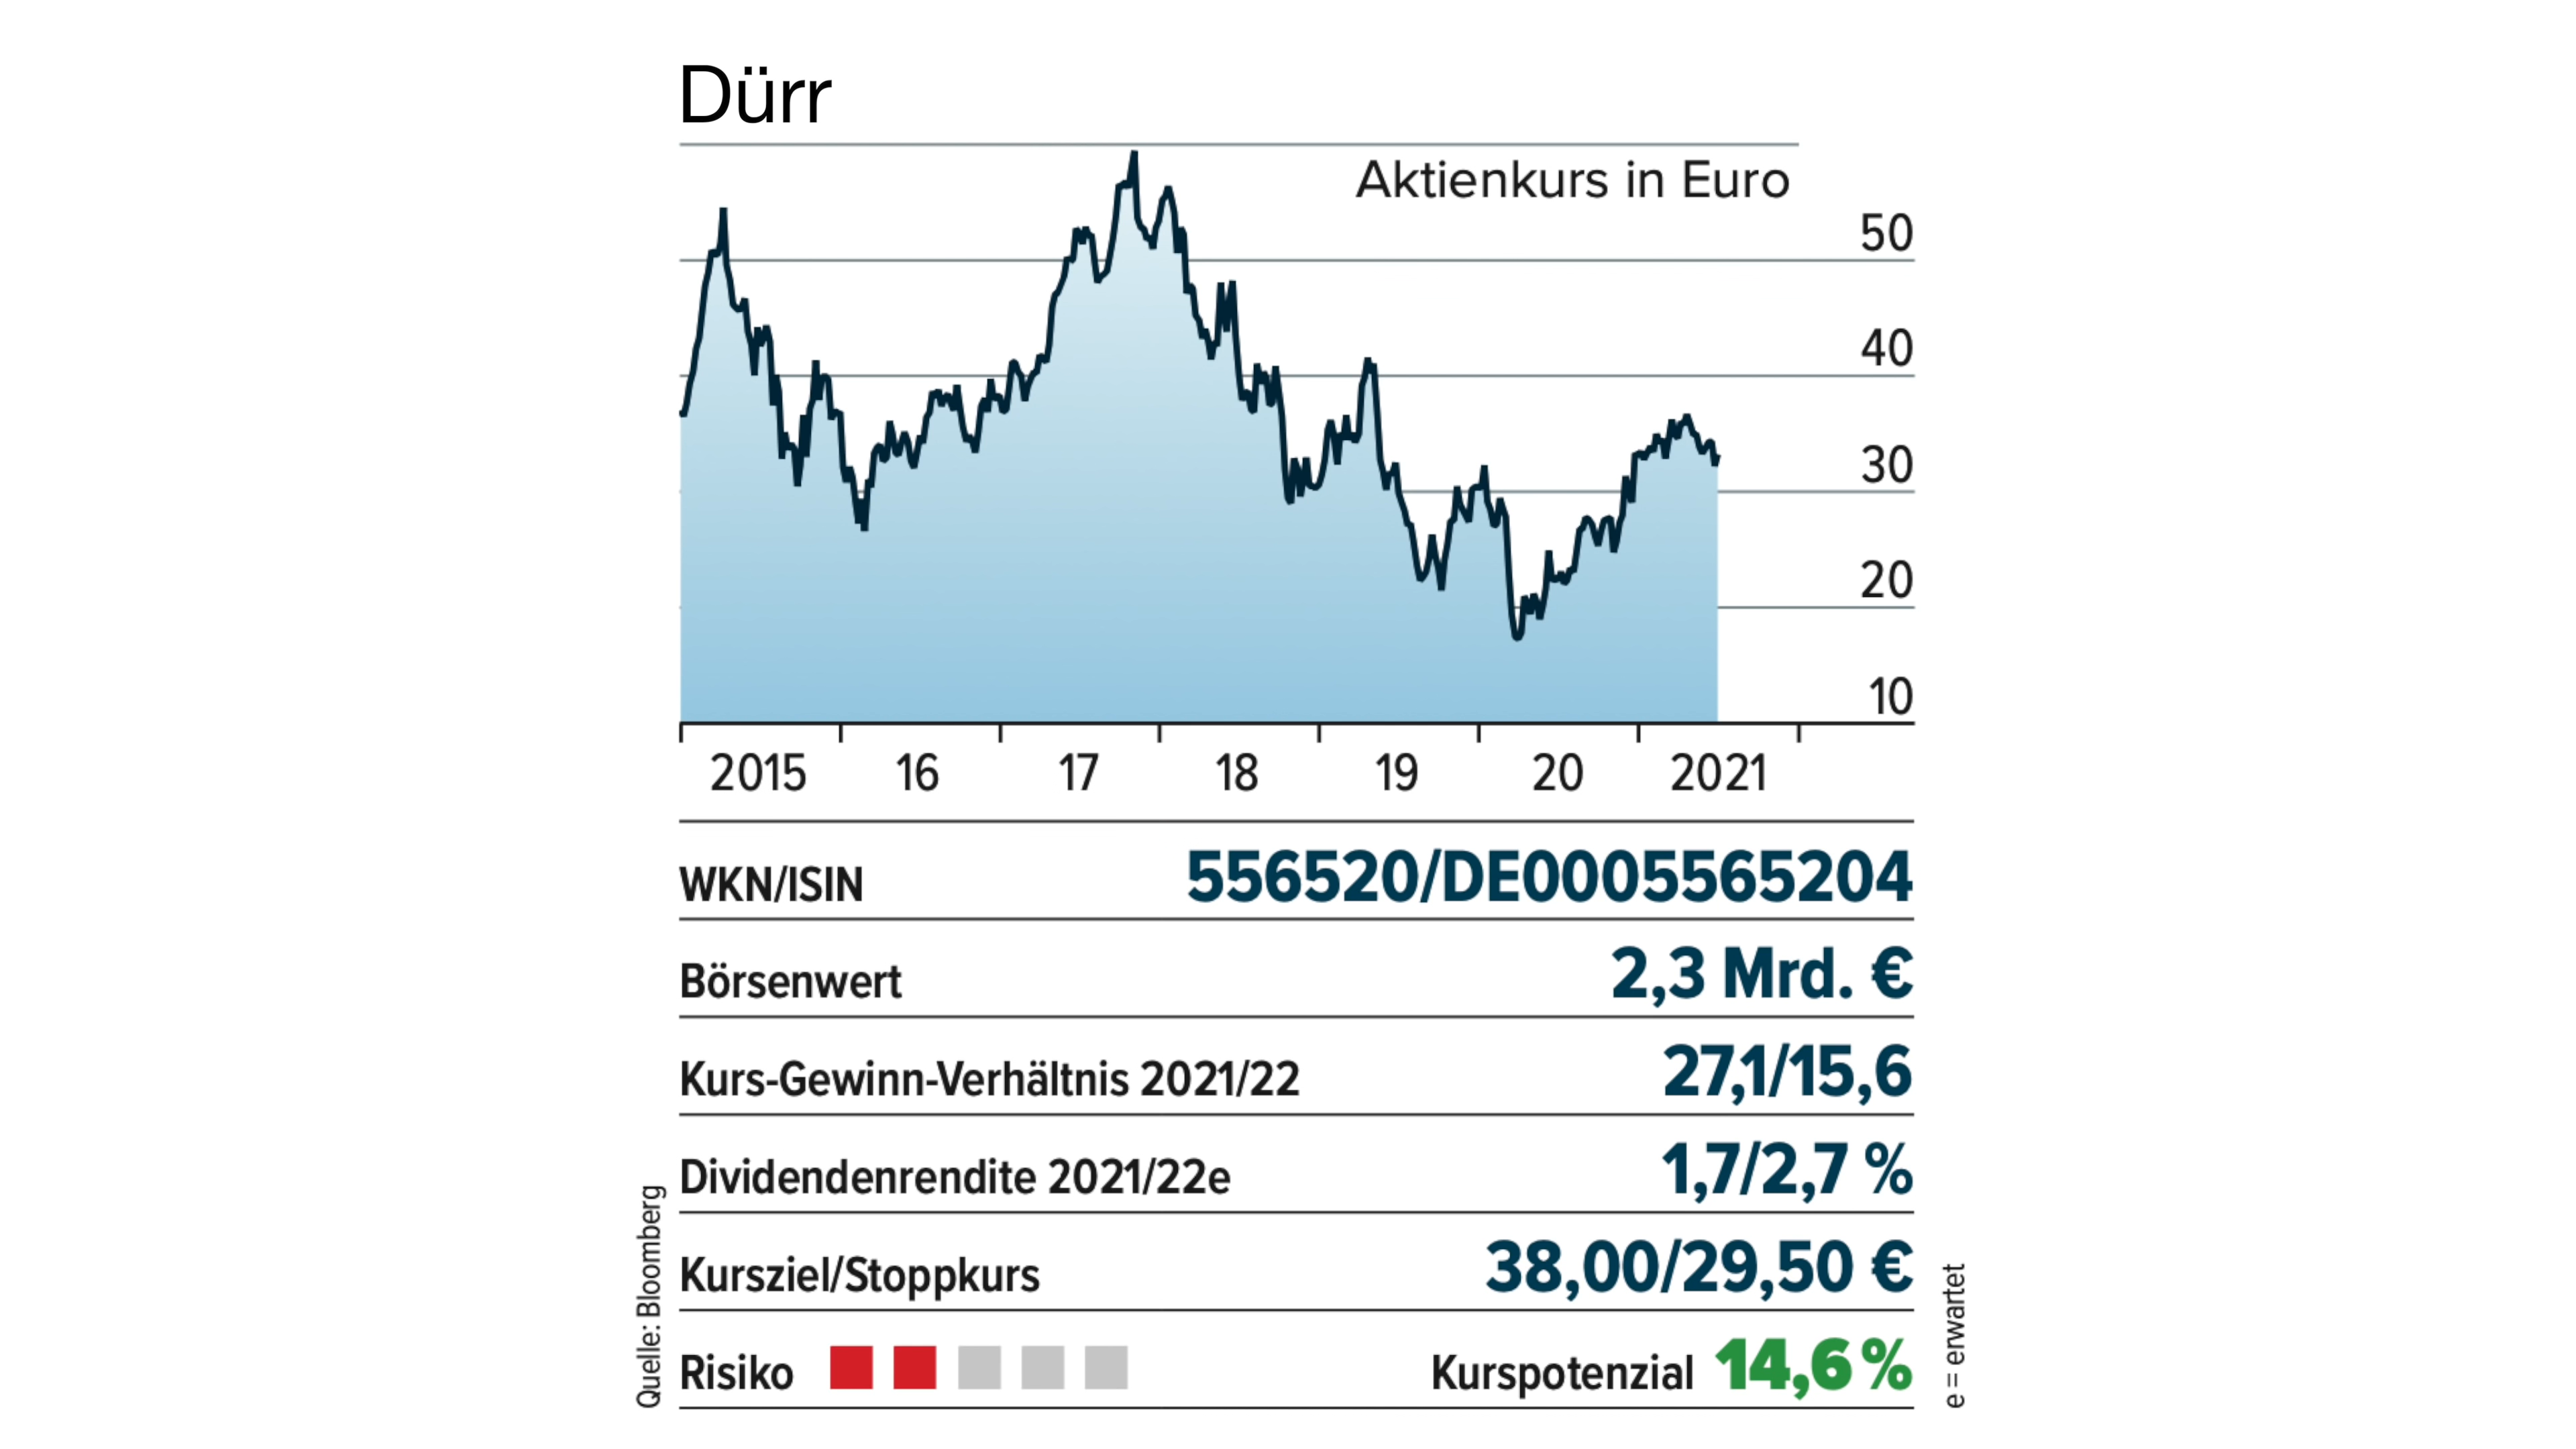 Dürr
Aktienkurs in Euro
50
40
30
20
10
2015 16 17 18 19 20 2021
WKN/ISIN 556520/DE0005565204
Börsenwert 2,3 Mrd. €
Kurs-Gewinn-Verhältnis 2021/22 27,1/15,6
Dividendenrendite 2021/22e 1,7/2,7 %
Kursziel/Stoppkurs 38,00/29,50 €
Risiko Kurspotenzial 14,6 %
Quelle: Bloomberg
e = erwartet